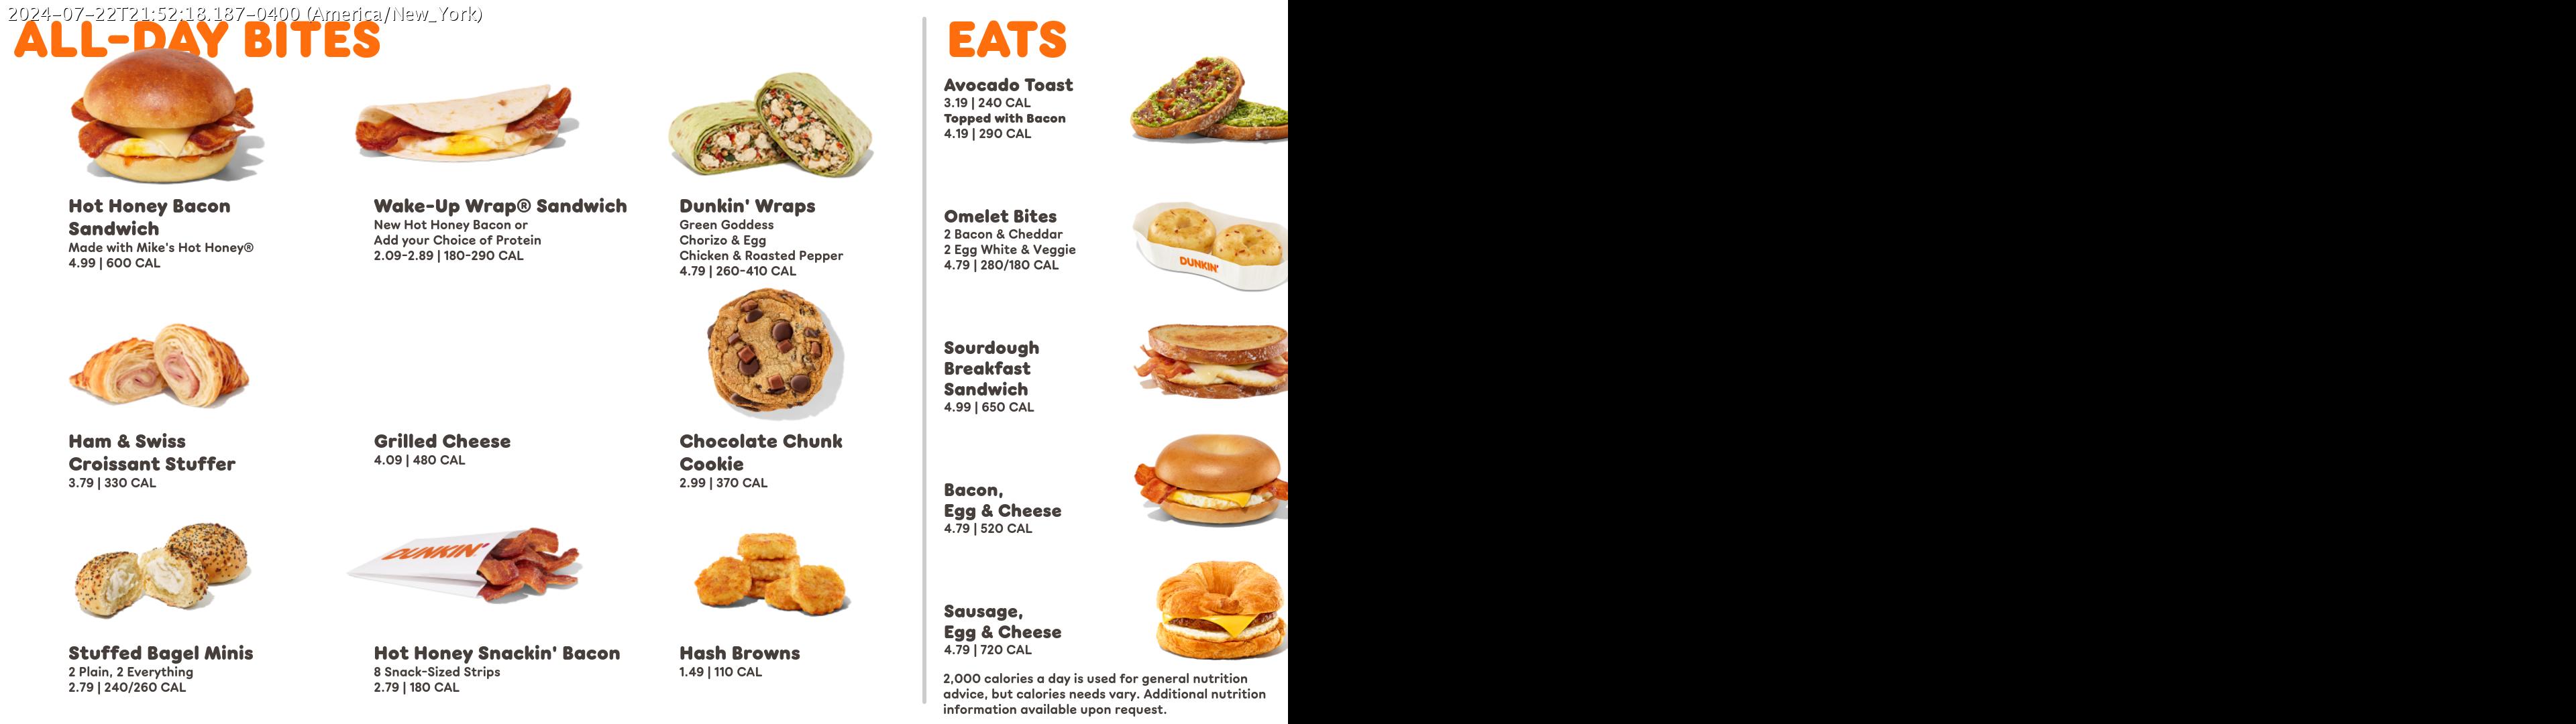 2024-07-22T21:52:18.187-0400 (America/New_York)
ALL-DAY BITES
Hot Honey Bacon
Sandwich
Made with Mike's Hot Honey®
4.99 | 600 CAL
Wake-Up Wrap® Sandwich
New Hot Honey Bacon or
Add your Choice of Protein
2.09-2.89 | 180-290 CAL
Dunkin' Wraps
Green Goddess
Chorizo & Egg
Chicken & Roasted Pepper
4.79 | 260-410 CAL
Ham & Swiss
Croissant Stuffer
3.79 | 330 CAL
Grilled Cheese
4.09 | 480 CAL
Chocolate Chunk
Cookie
2.99 | 370 CAL
DUNKIN'
Stuffed Bagel Minis
2 Plain, 2 Everything
2.79 | 240/260 CAL
Hot Honey Snackin' Bacon
8 Snack-Sized Strips
2.79 | 180 CAL
Hash Browns
1.49 | 110 CAL
EATS
Avocado Toast
3.19 | 240 CAL
Topped with Bacon
4.19 | 290 CAL
Omelet Bites
2 Bacon & Cheddar
2 Egg White & Veggie
4.79 | 280/180 CAL
DUNKIN'
Sourdough
Breakfast
Sandwich
4.99 | 650 CAL
Bacon,
Egg & Cheese
4.79 | 520 CAL
Sausage,
Egg & Cheese
4.79 | 720 CAL
2,000 calories a day is used for general nutrition
advice, but calories needs vary. Additional nutrition
information available upon request.